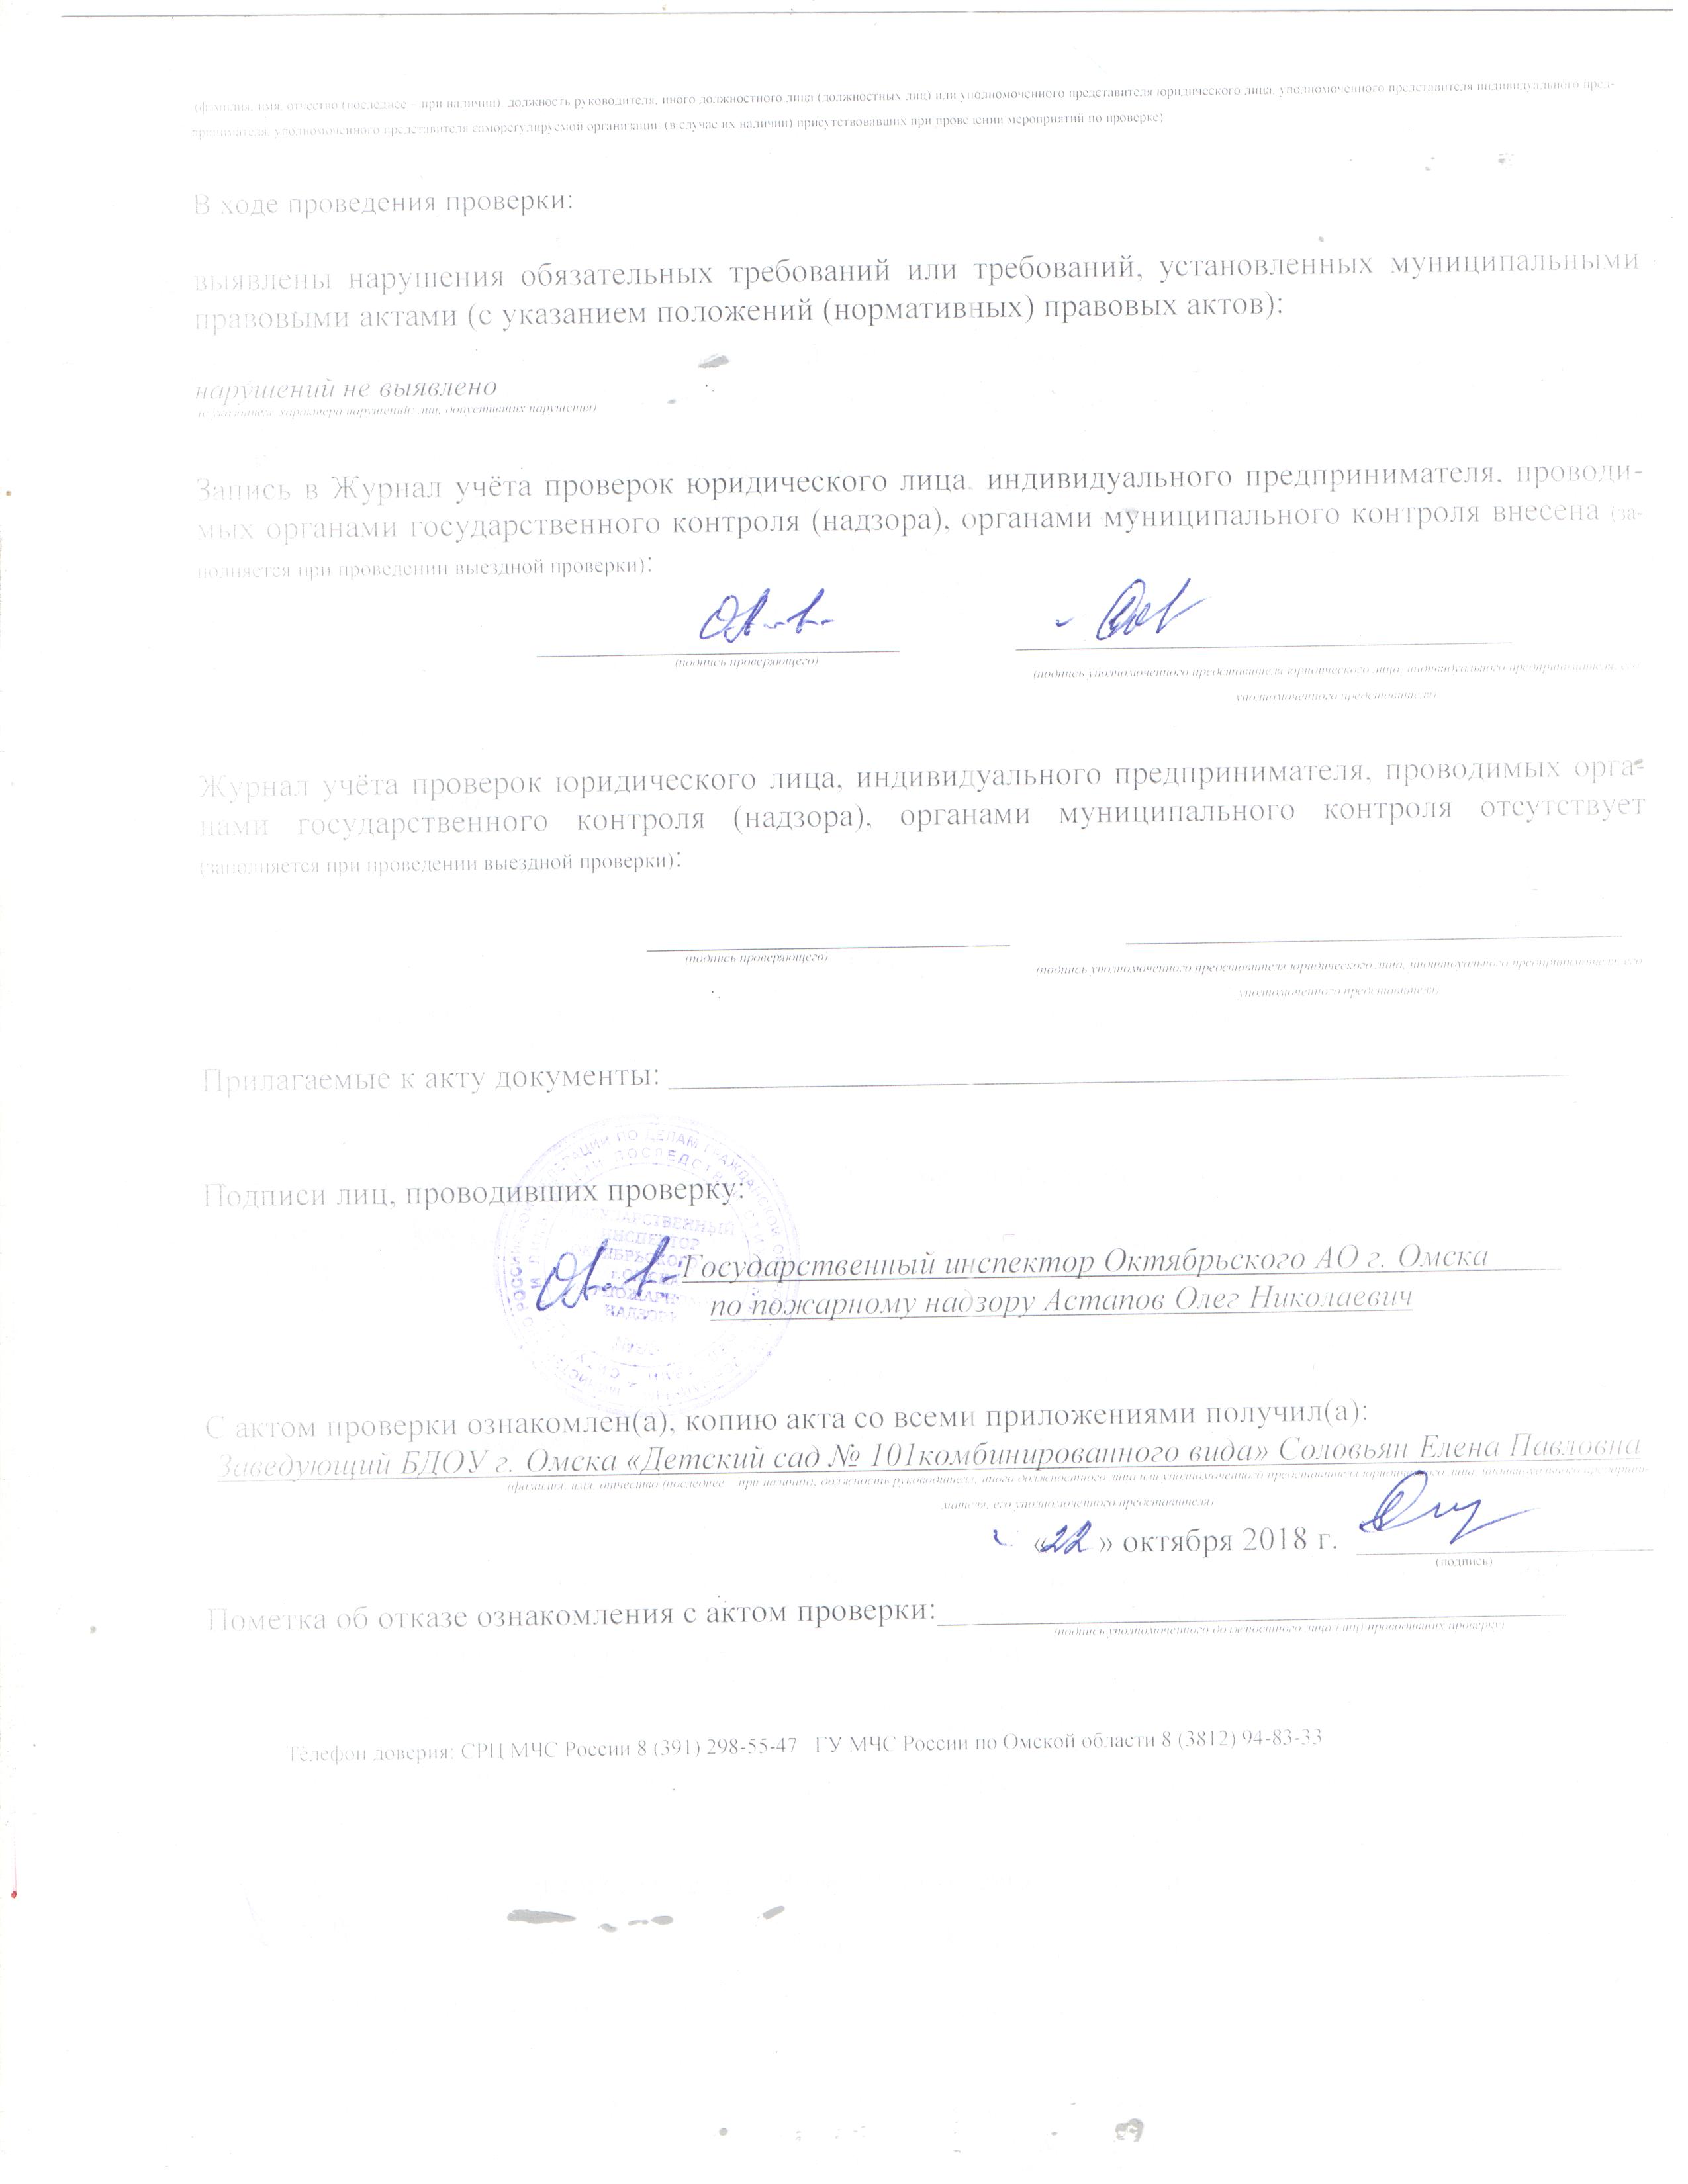 (фамилия, имя, отчество (последнее – при наличии), должность руководителя, иного должностного лица (должностных лиц) или уполномоченного представителя юридического лица, уполномоченного представителя индивидуального пред-
принимателя, уполномоченного представителя саморегулируемой организации (в случае их наличии) присутствовавших при проведении мероприятий по проверке)
В ходе проведения проверки:
выявлены нарушения обязательных требований или требований, установленных муниципальными
правовыми актами (с указанием положений (нормативных) правовых актов):
нарушений не выявлено
(с указанием характера нарушений; лиц, допустивших нарушения)
Запись в Журнал учёта проверок юридического лица, индивидуального предпринимателя, проводи-
мых органами государственного контроля (надзора), органами муниципального контроля внесена (за-
полняется при проведении выездной проверки):
(подпись проверяющего)
(подпись уполномоченного представителя юридического лица, индивидуального предпринимателя, его
уполномоченного представителя)
Журнал учёта проверок юридического лица, индивидуального предпринимателя, проводимых орга-
нами государственного контроля (надзора), органами муниципального контроля отсутствует
(заполняется при проведении выездной проверки):
(подпись проверяющего)
(подпись уполномоченного представителя юридического лица, индивидуального предпринимателя, его
уполномоченного представителя)
Прилагаемые к акту документы:
Подписи лиц, проводивших проверку:
Государственный инспектор Октябрьского АО г. Омска
по пожарному надзору Астапов Олег Николаевич
С актом проверки ознакомлен(а), копию акта со всеми приложениями получил(а):
Заведующий БДОУ г. Омска «Детский сад № 101комбинированного вида» Соловьян Елена Павловна
(фамилия, имя, отчество (последнее – при наличии), должность руководителя, иного должностного лица или уполномоченного представителя юридического лица, индивидуального предприни-
мателя, его уполномоченного представителя)
«22» октября 2018 г.
(подпись)
Пометка об отказе ознакомления с актом проверки:
(подпись уполномоченного должностного лица (лиц) проводивших проверку)
Телефон доверия: СРЦ МЧС России 8 (391) 298-55-47 ГУ МЧС России по Омской области 8 (3812) 94-83-33